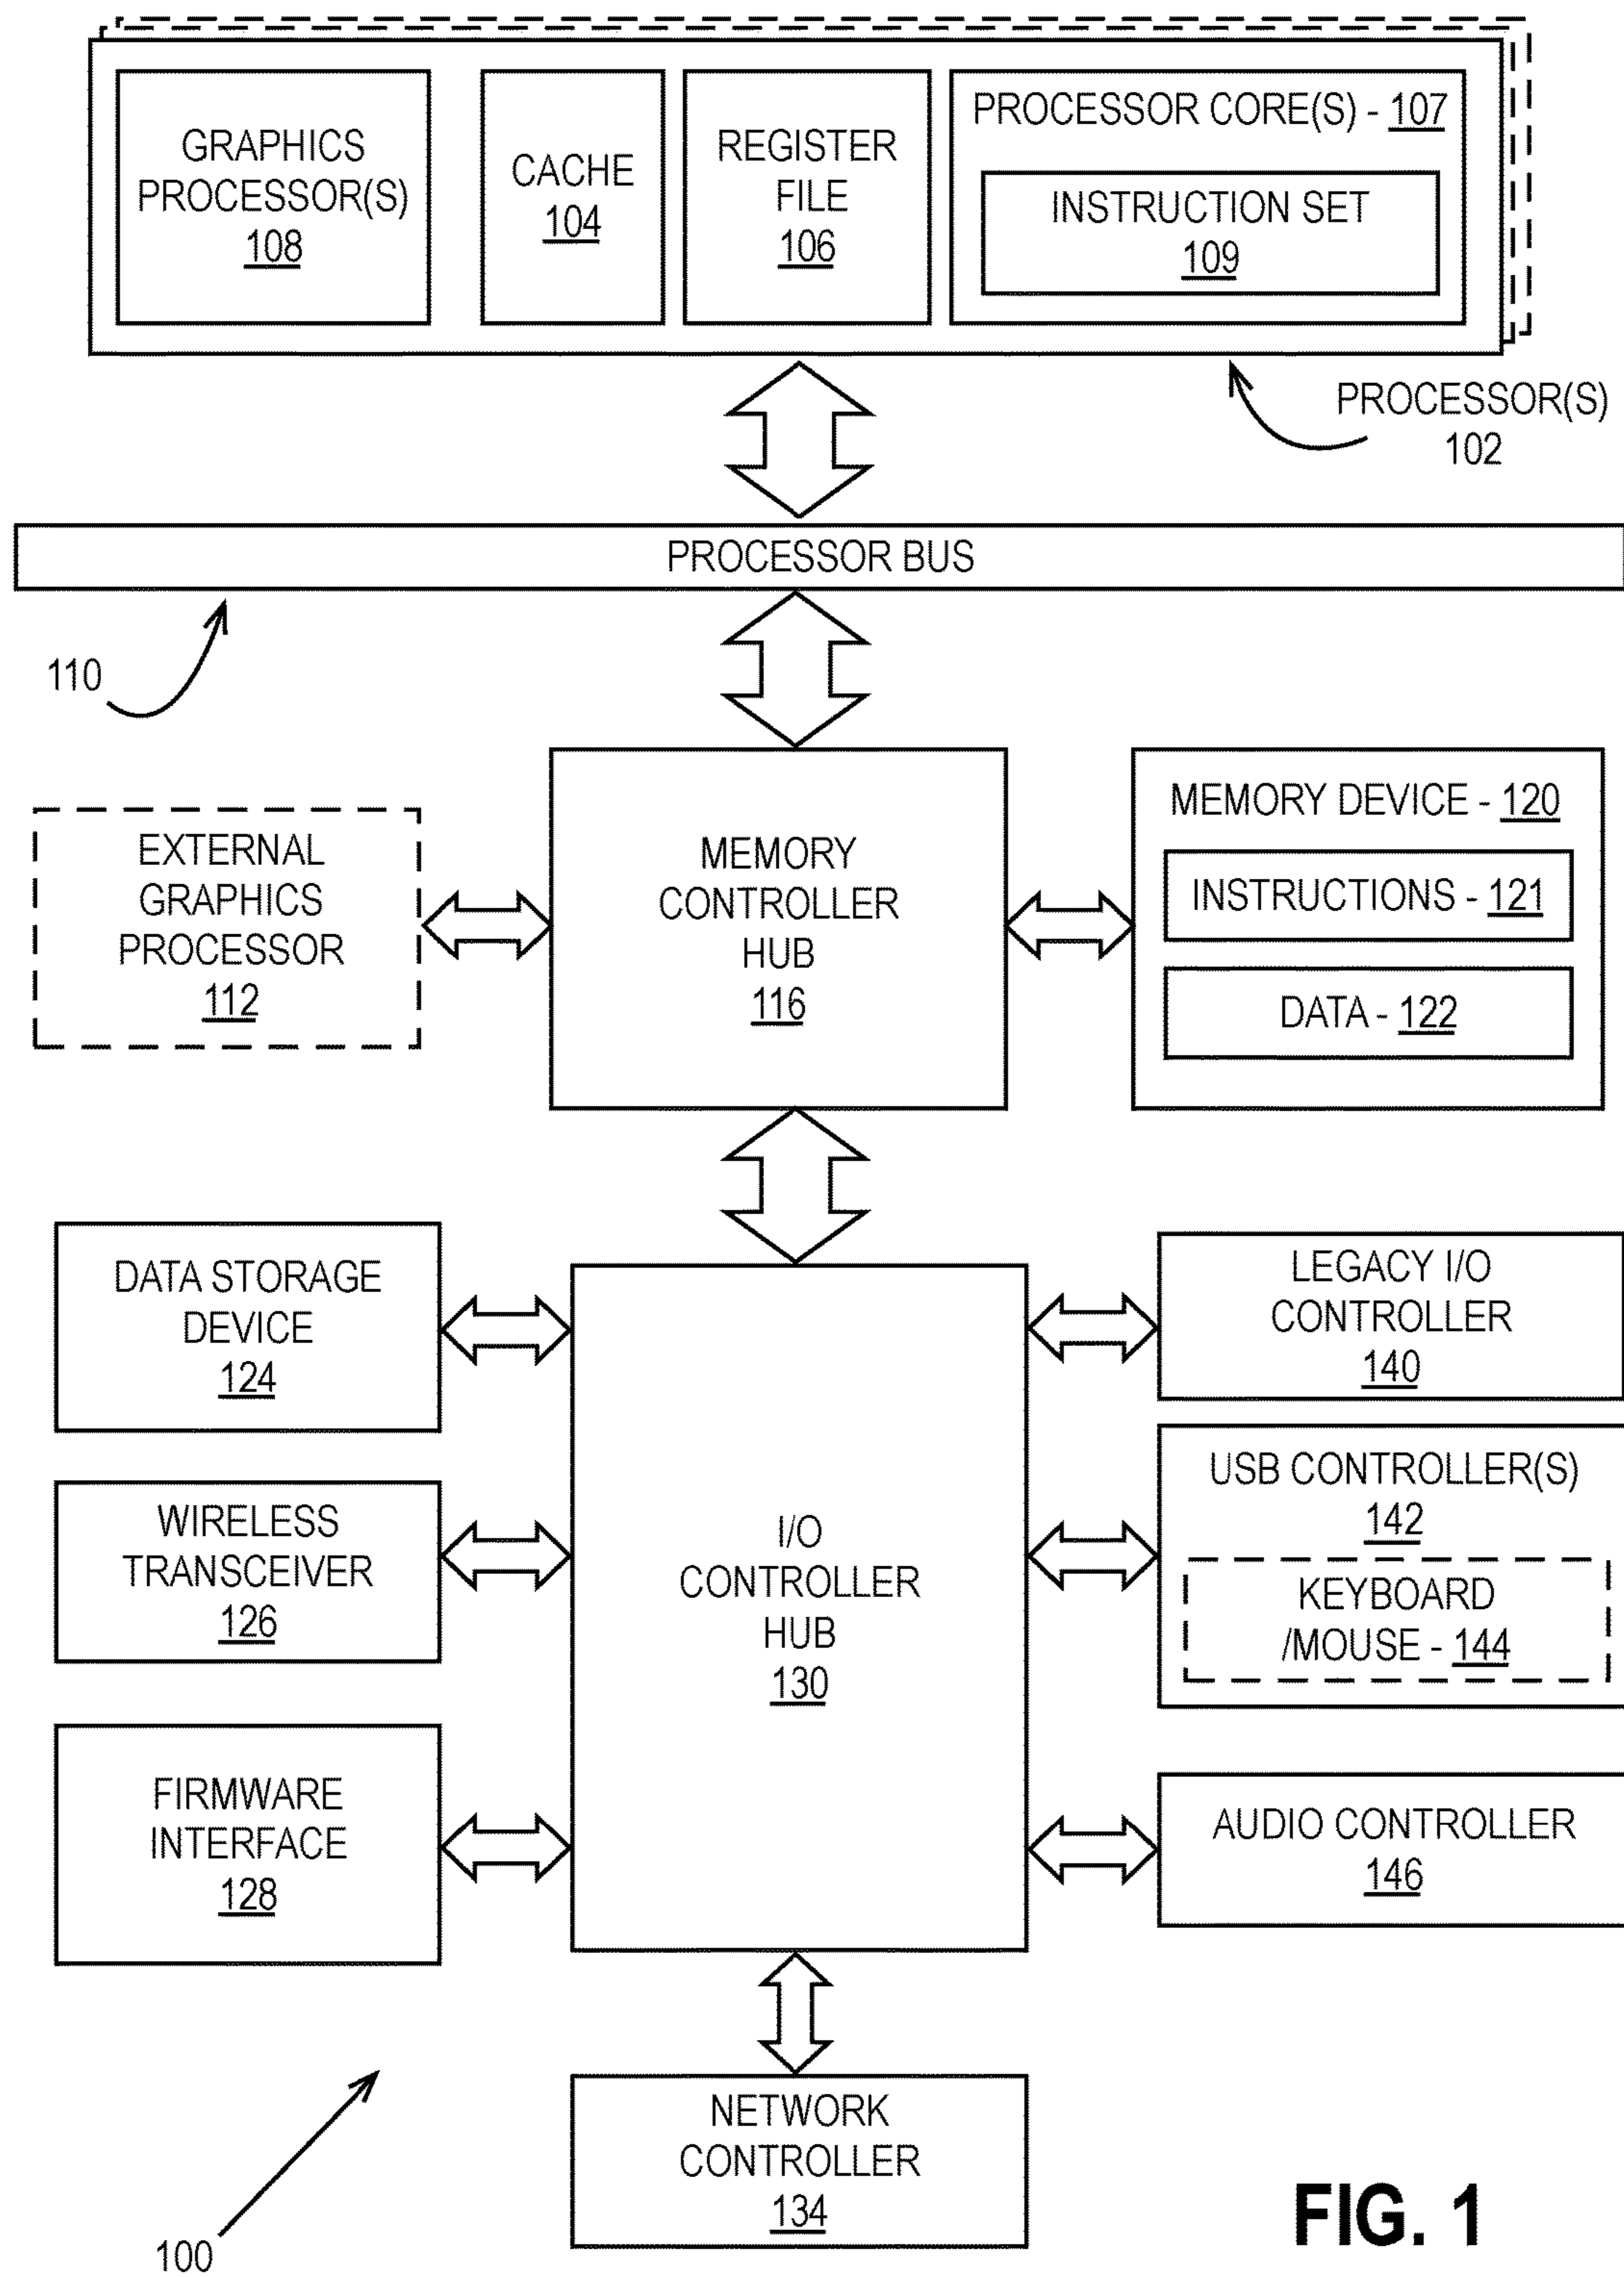 GRAPHICS
PROCESSOR(S)
108
CACHE
104
REGISTER
FILE
106
PROCESSOR CORE(S) - 107
INSTRUCTION SET
109
PROCESSOR(S)
102
PROCESSOR BUS
110
EXTERNAL
GRAPHICS
PROCESSOR
112
MEMORY
CONTROLLER
HUB
116
MEMORY DEVICE - 120
INSTRUCTIONS - 121
DATA - 122
DATA STORAGE
DEVICE
124
WIRELESS
TRANSCEIVER
126
FIRMWARE
INTERFACE
128
I/O
CONTROLLER
HUB
130
LEGACY I/O
CONTROLLER
140
USB CONTROLLER(S)
142
KEYBOARD
/MOUSE - 144
AUDIO CONTROLLER
146
NETWORK
CONTROLLER
134
100
FIG. 1